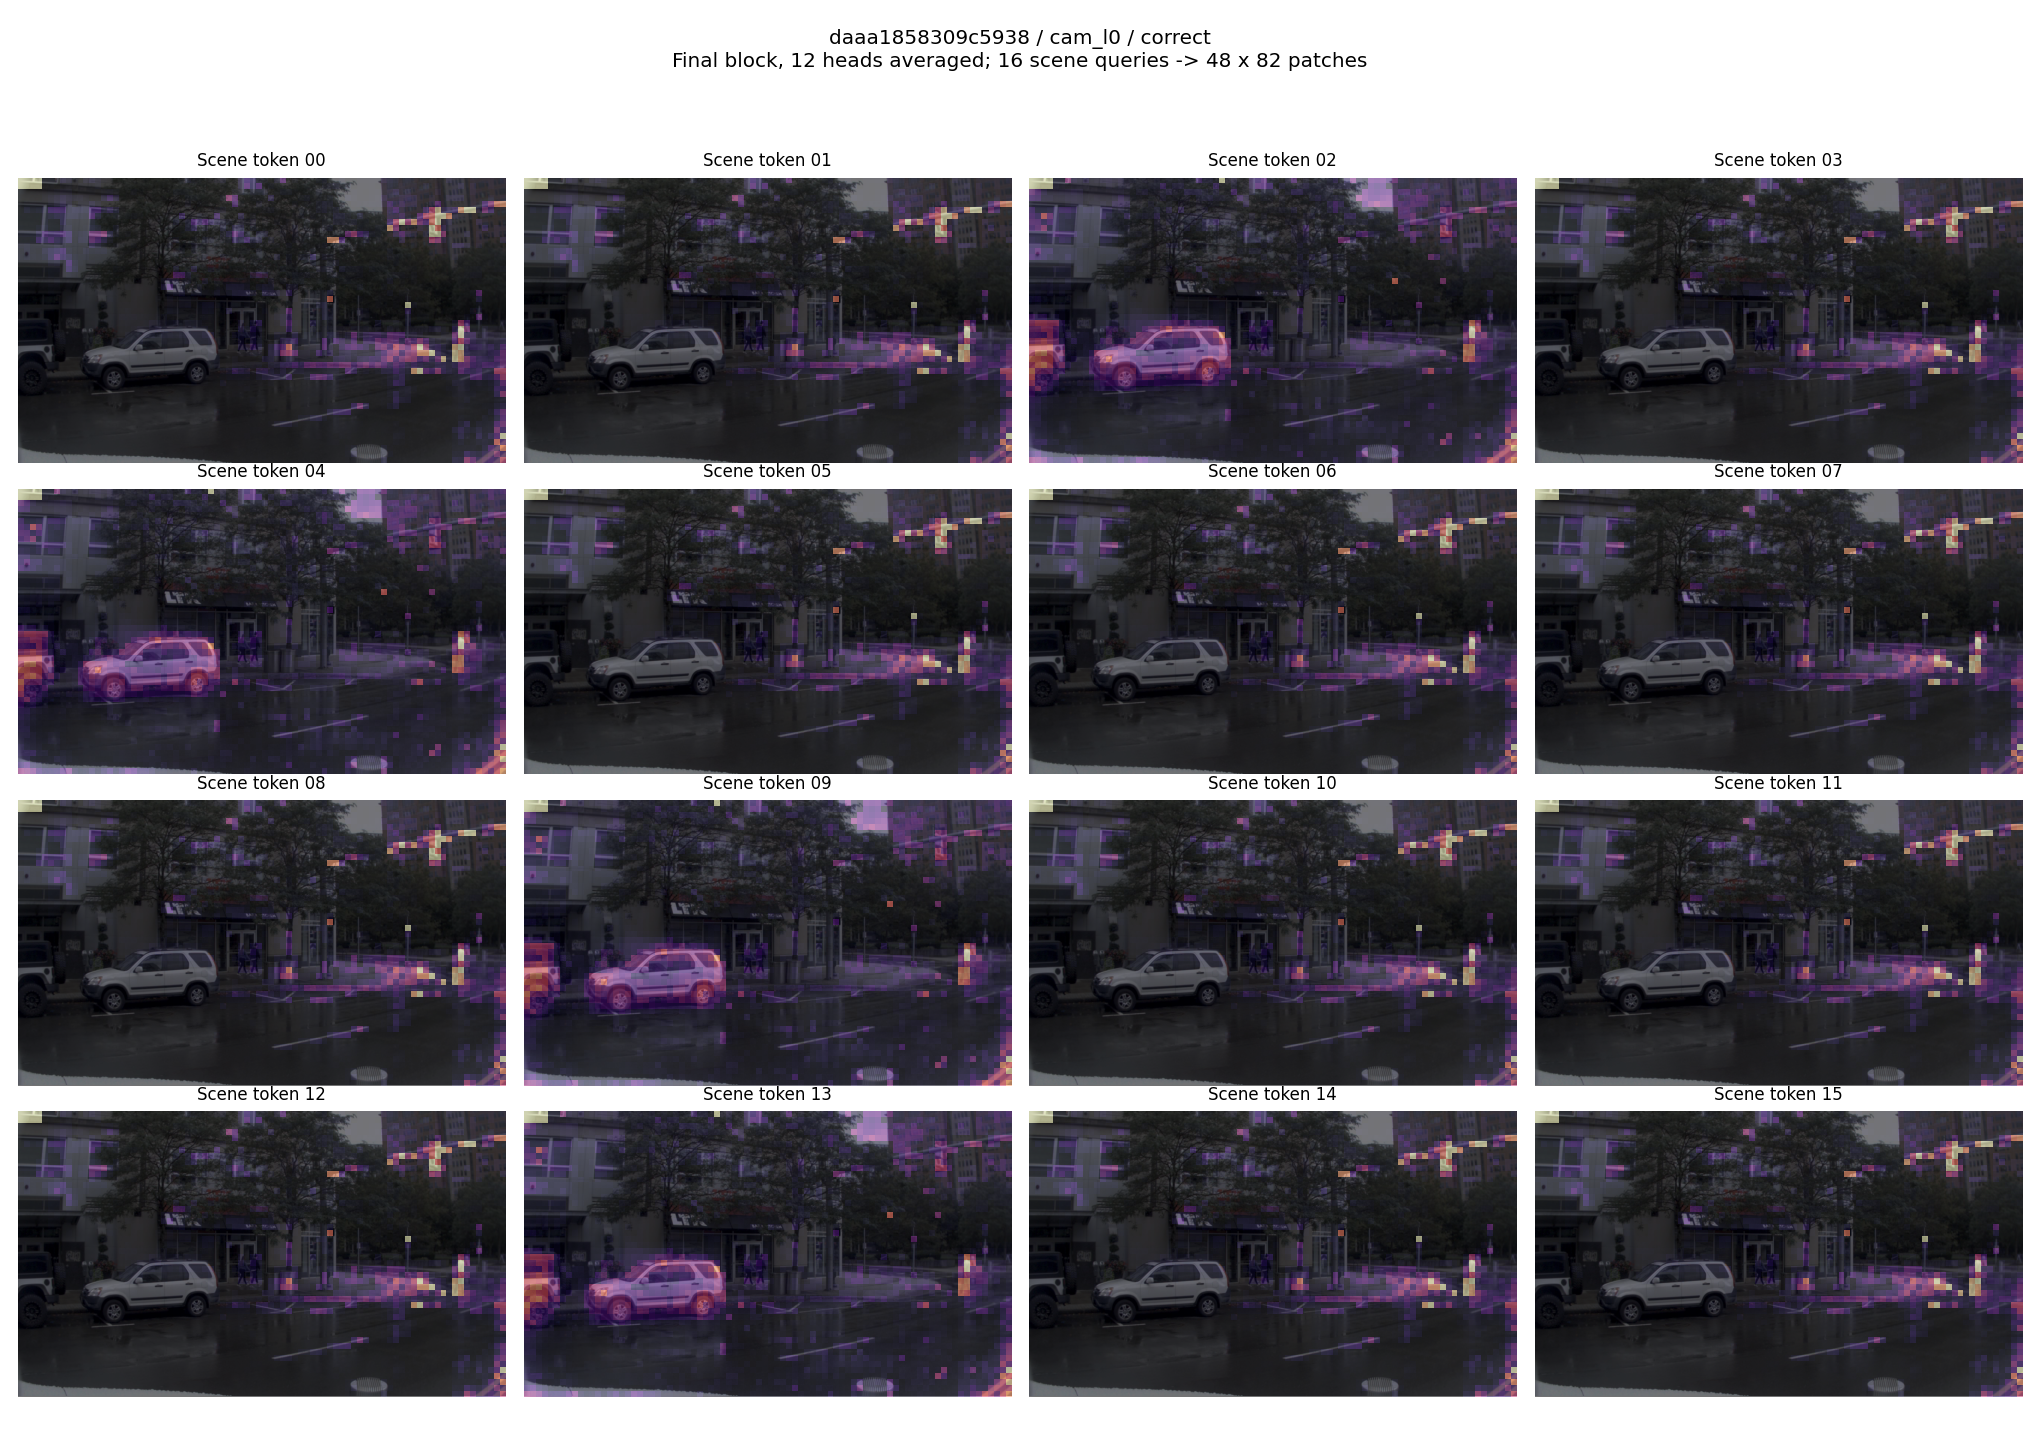 daaa1858309c5938 / cam_l0 / correct
Final block, 12 heads averaged; 16 scene queries -> 48 x 82 patches
Scene token 00
Scene token 01
Scene token 02
Scene token 03
Scene token 04
Scene token 05
Scene token 06
Scene token 07
Scene token 08
Scene token 09
Scene token 10
Scene token 11
Scene token 12
Scene token 13
Scene token 14
Scene token 15